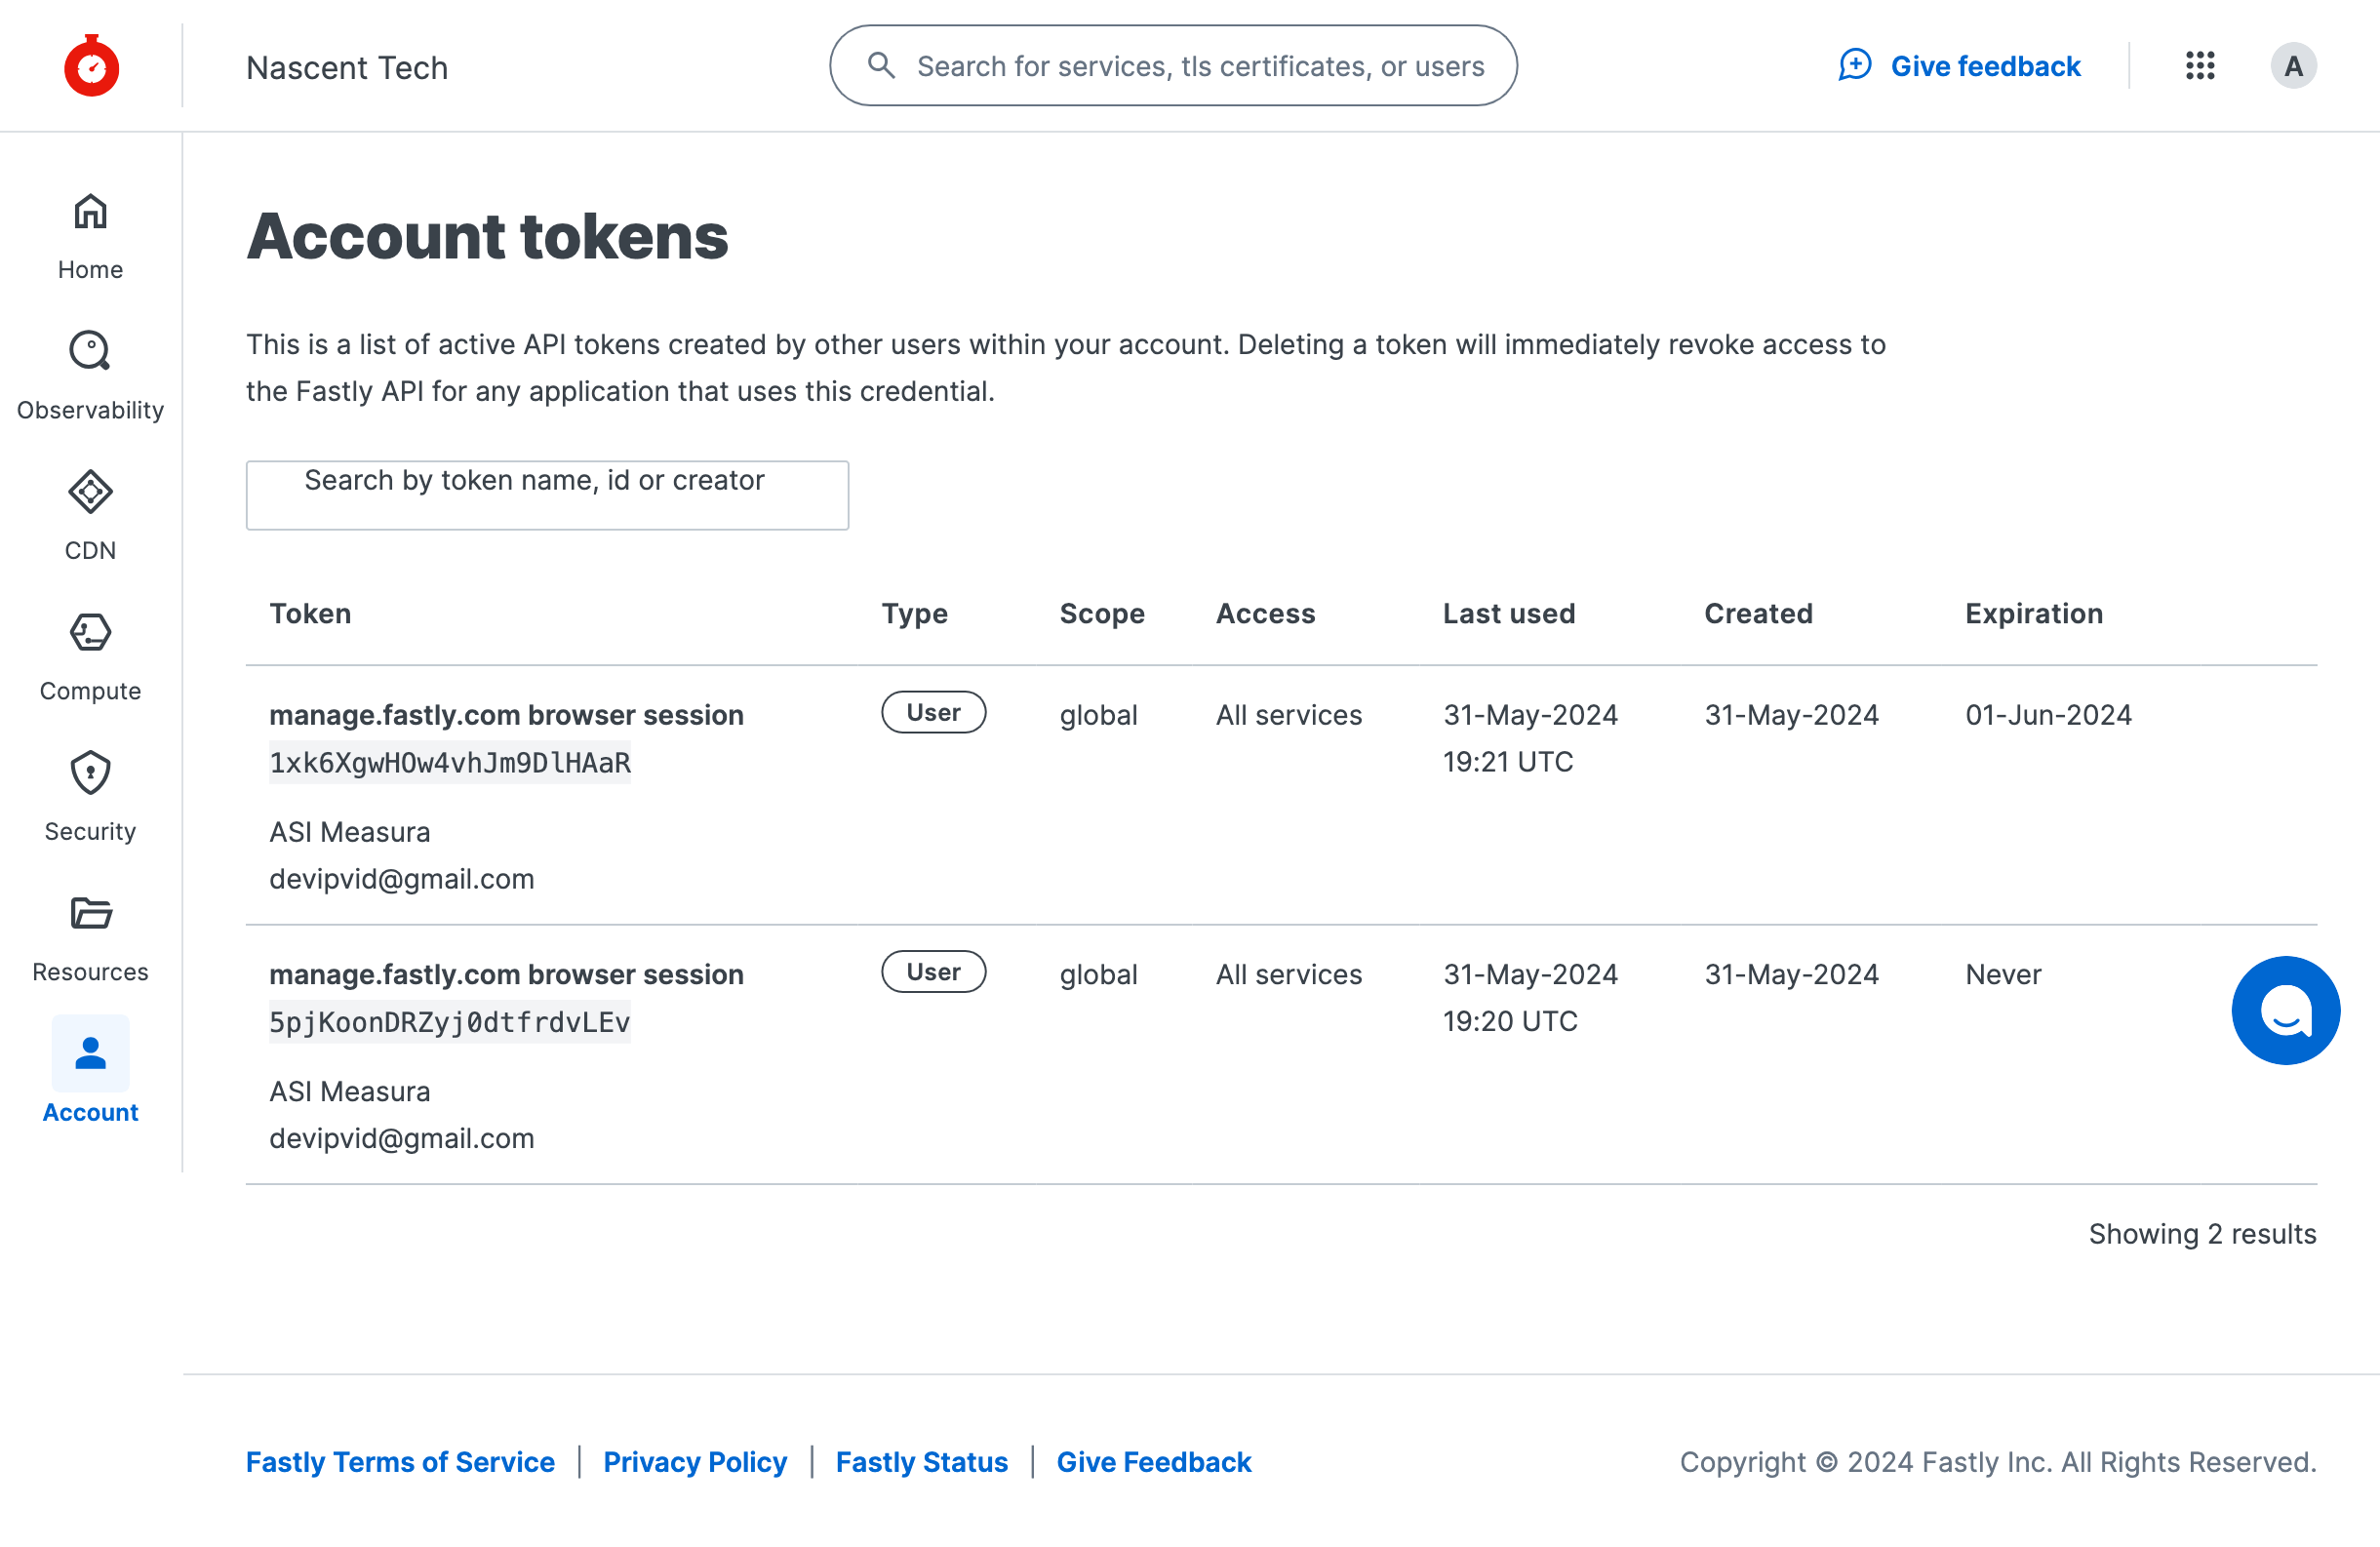 Nascent Tech
Search for services, tls certificates, or users
Give feedback
A
Home
Observability
CDN
Compute
Security
Resources
Account
Account tokens
This is a list of active API tokens created by other users within your account. Deleting a token will immediately revoke access to
the Fastly API for any application that uses this credential.
Search by token name, id or creator
Token Type Scope Access Last used Created Expiration
manage.fastly.com browser session User global All services 31-May-2024 31-May-2024 01-Jun-2024
1xk6XgwHOw4vhJm9DlHAaR 19:21 UTC
ASI Measura
devipvid@gmail.com
manage.fastly.com browser session User global All services 31-May-2024 31-May-2024 Never
5pjKoonDRZyj0dtfrdvLEv 19:20 UTC
ASI Measura
devipvid@gmail.com
Showing 2 results
Fastly Terms of Service | Privacy Policy | Fastly Status | Give Feedback
Copyright © 2024 Fastly Inc. All Rights Reserved.